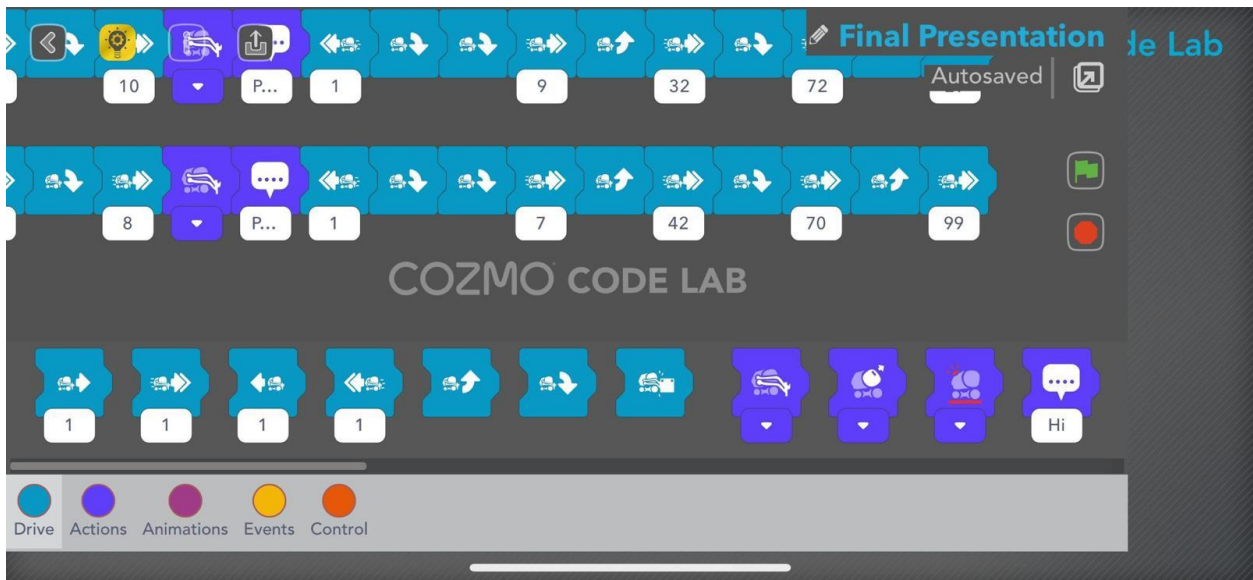 Final Presentation
de Lab
Autosaved
10 P... 1 9 32 72
8 P... 1 7 42 70 99
COZMO CODE LAB
1 1 1 1 Hi
Drive Actions Animations Events Control